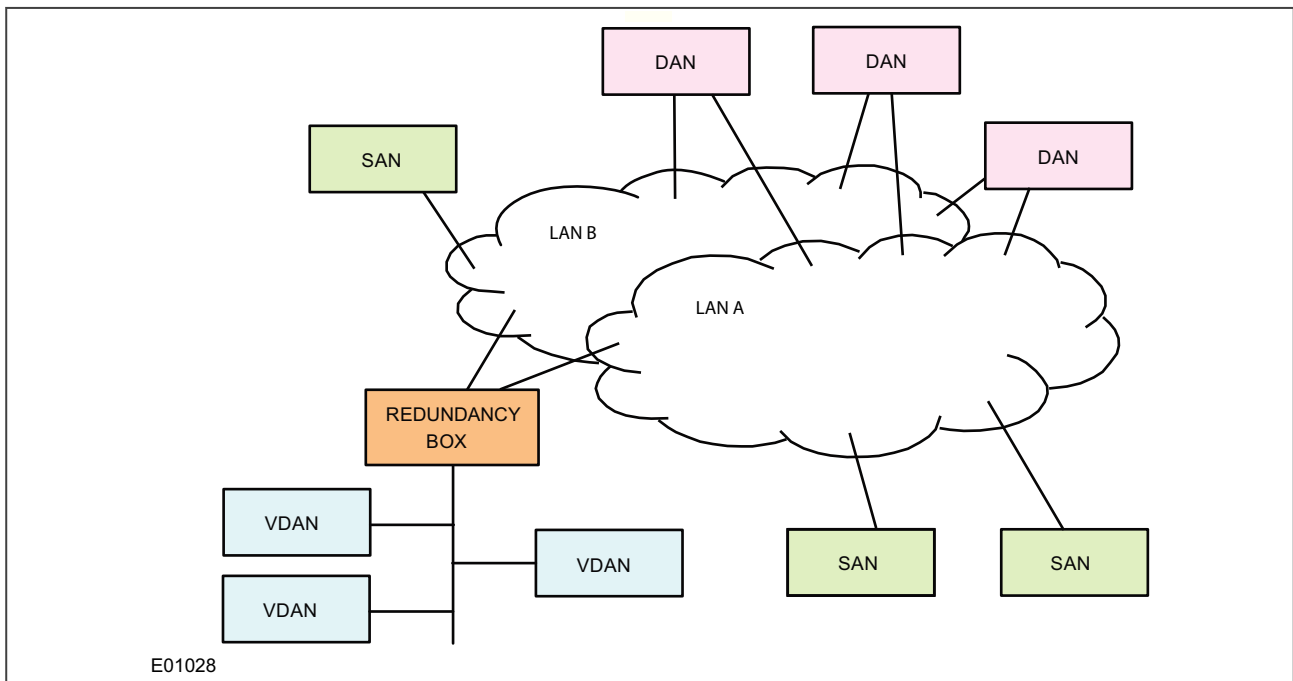 DAN
DAN
DAN
SAN
LAN B
LAN A
REDUNDANCY
BOX
VDAN
VDAN
VDAN
SAN
SAN
E01028